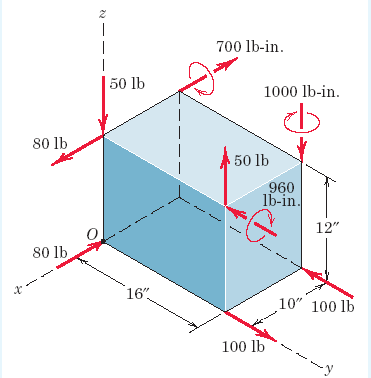 z
700 lb-in.
50 lb
1000 lb-in.
80 lb
50 lb
960
lb-in.
12″
O
80 lb
x
16″
10″
100 lb
100 lb
y